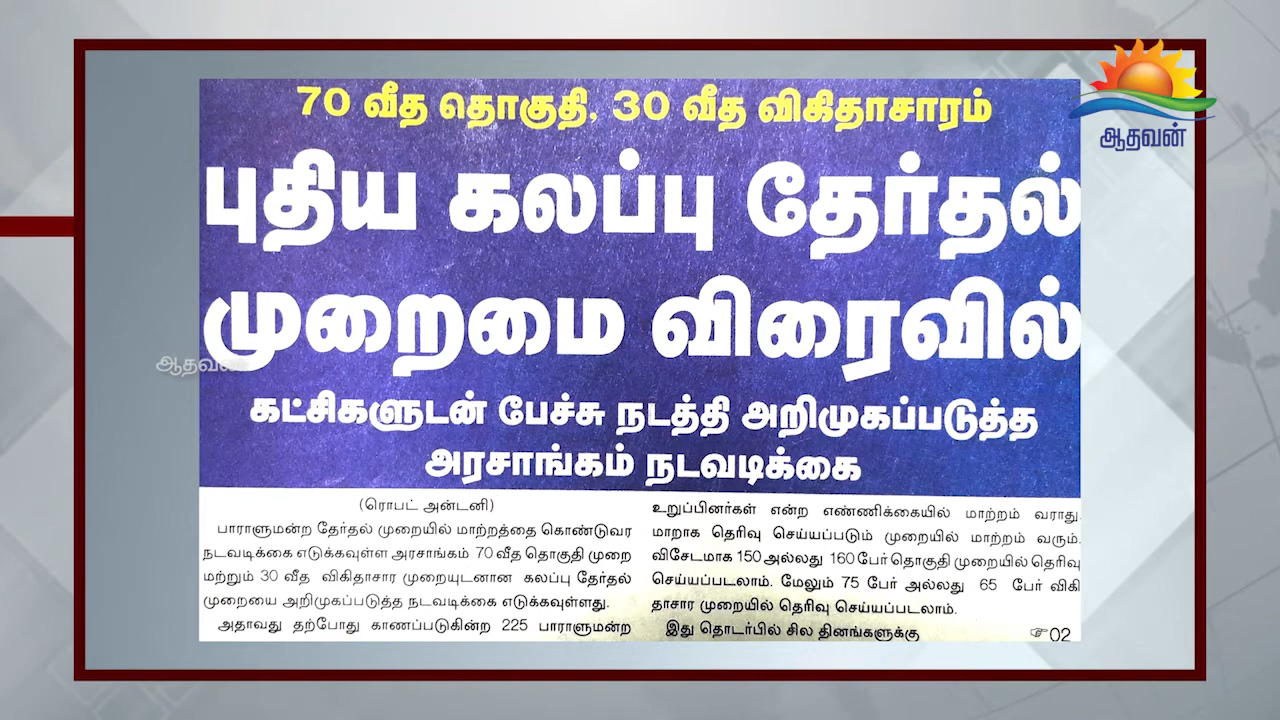 70 வீத தொகுதி, 30 வீத விகிதாசாரம்
ஆதவன்
புதிய கலப்பு தேர்தல்
முறைமை விரைவில்
ஆதவன்
கட்சிகளுடன் பேச்சு நடத்தி அறிமுகப்படுத்த
அரசாங்கம் நடவடிக்கை
(ரொபட் அன்டனி)
பாராளுமன்ற தேர்தல் முறையில் மாற்றத்தை கொண்டுவர
நடவடிக்கை எடுக்கவுள்ள அரசாங்கம் 70 வீத தொகுதி முறை
மற்றும் 30 வீத விகிதாசார முறையுடனான கலப்பு தேர்தல்
முறையை அறிமுகப்படுத்த நடவடிக்கை எடுக்கவுள்ளது.
அதாவது தற்போது காணப்படுகின்ற 225 பாராளுமன்ற
உறுப்பினர்கள் என்ற எண்ணிக்கையில் மாற்றம் வராது.
மாறாக தெரிவு செய்யப்படும் முறையில் மாற்றம் வரும்.
விசேடமாக 150 அல்லது 160 பேர் தொகுதி முறையில் தெரிவு
செய்யப்படலாம். மேலும் 75 பேர் அல்லது 65 பேர் விகி
தாசார முறையில் தெரிவு செய்யப்படலாம்.
இது தொடர்பில் சில தினங்களுக்கு ☞02